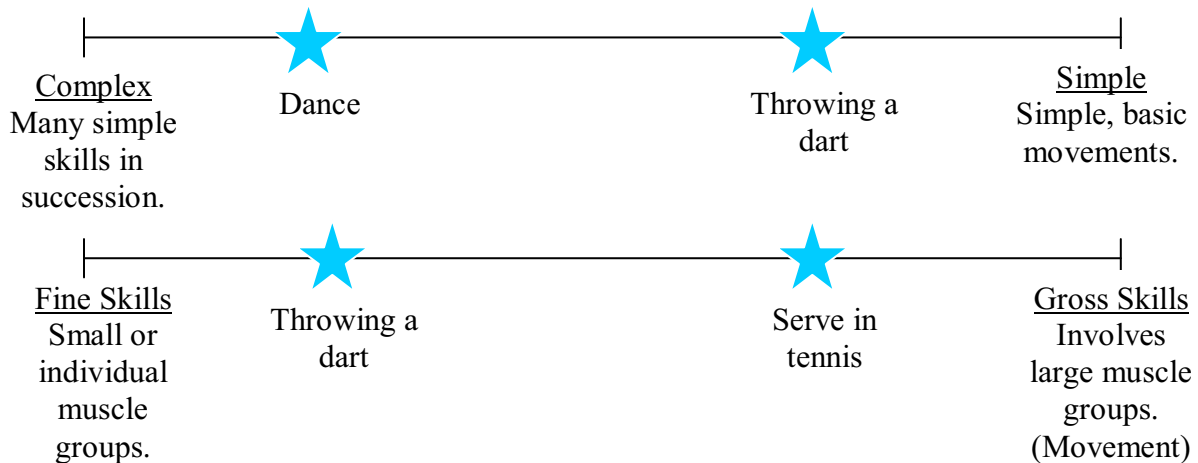 Complex
Many simple
skills in
succession.
Dance
Throwing a
dart
Simple
Simple, basic
movements.
Fine Skills
Small or
individual
muscle
groups.
Throwing a
dart
Serve in
tennis
Gross Skills
Involves
large muscle
groups.
(Movement)